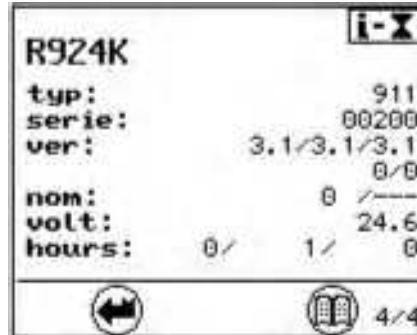 i-X
R924K
typ: 911
serie: 00200
ver: 3.1/3.1/3.1
0/0
nom: 0 /---
volt: 24.6
hours: 0/ 1/ 0
4/4